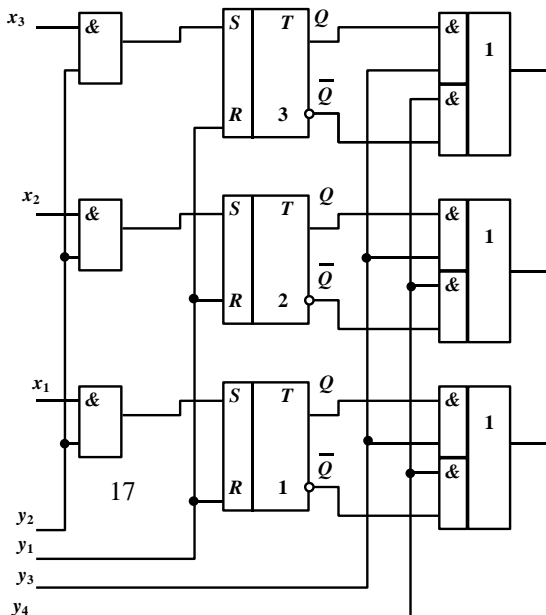 x₃ & S T Q & 1
Q̅ &
R 3
x₂ & S T Q & 1
Q̅ &
R 2
x₁ & S T Q & 1
Q̅ &
R 1
17
y₂
y₁
y₃
y₄